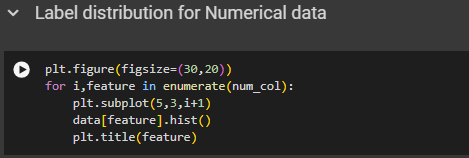 Label distribution for Numerical data
plt.figure(figsize=(30,20))
for i,feature in enumerate(num_col):
    plt.subplot(5,3,i+1)
    data[feature].hist()
    plt.title(feature)